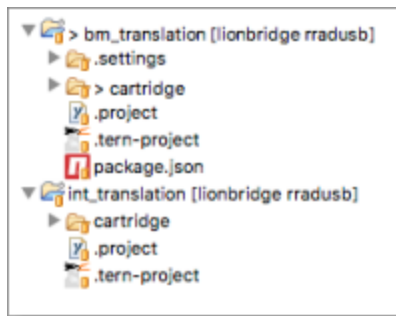 > bm_translation [lionbridge rradusb]
.settings
> cartridge
.project
.tern-project
package.json
int_translation [lionbridge rradusb]
cartridge
.project
.tern-project